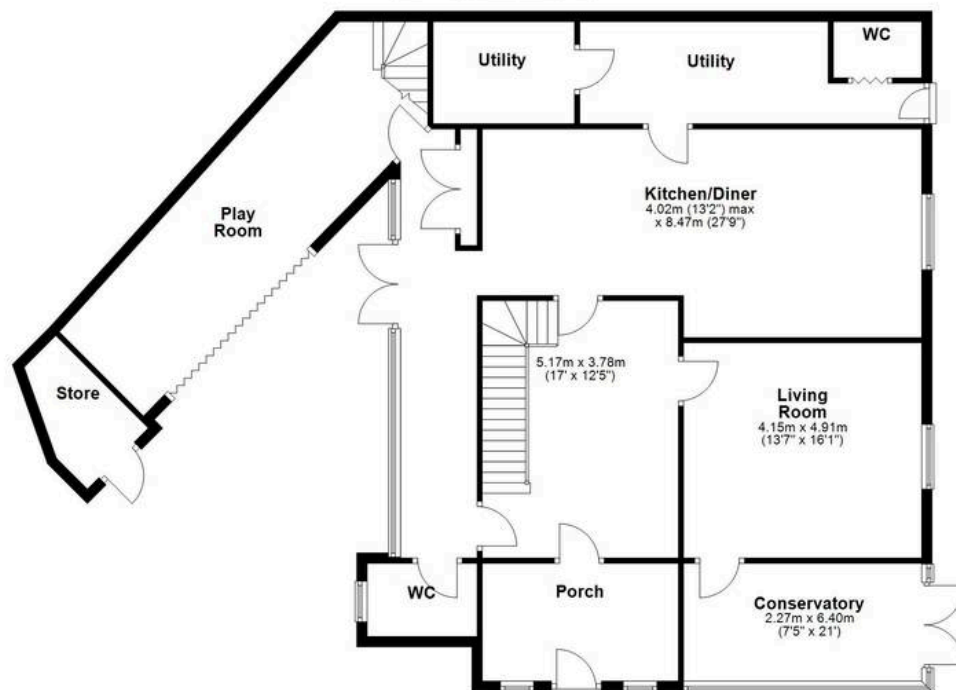 WC
Utility
Utility
Kitchen/Diner
4.02m (13'2") max
x 8.47m (27'9")
Play
Room
5.17m x 3.78m
(17' x 12'5")
Store
Living
Room
4.15m x 4.91m
(13'7" x 16'1")
WC
Porch
Conservatory
2.27m x 6.40m
(7'5" x 21')